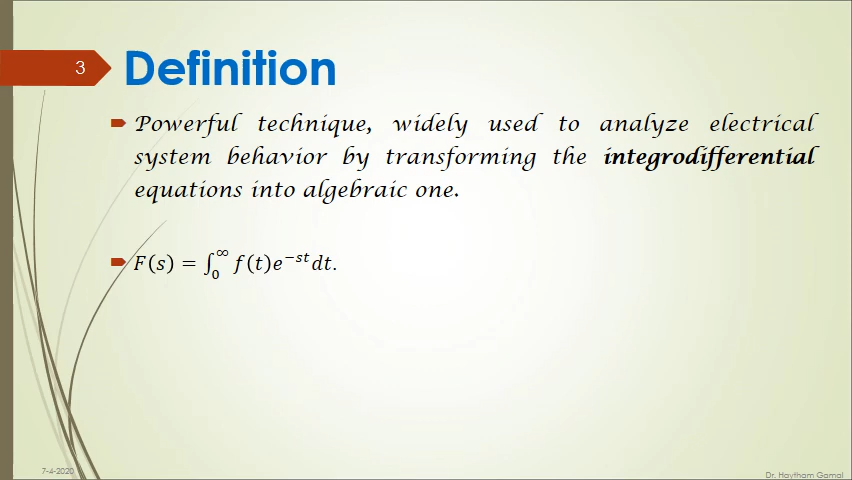 3
Definition
Powerful technique, widely used to analyze electrical
system behavior by transforming the integrodifferential
equations into algebraic one.
F(s) = ∫₀^∞ f(t)e^{−st}dt.
7-4-2020
Dr. Haytham Gamal